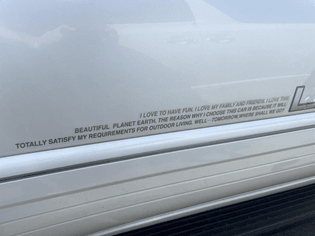 I LOVE TO HAVE FUN. I LOVE MY FAMILY AND FRIENDS. I LOVE THIS
BEAUTIFUL PLANET EARTH. THE REASON WHY I CHOOSE THIS CAR IS BECAUSE IT WILL
TOTALLY SATISFY MY REQUIREMENTS FOR OUTDOOR LIVING. WELL-- TOMORROW, WHERE SHALL WE GO?